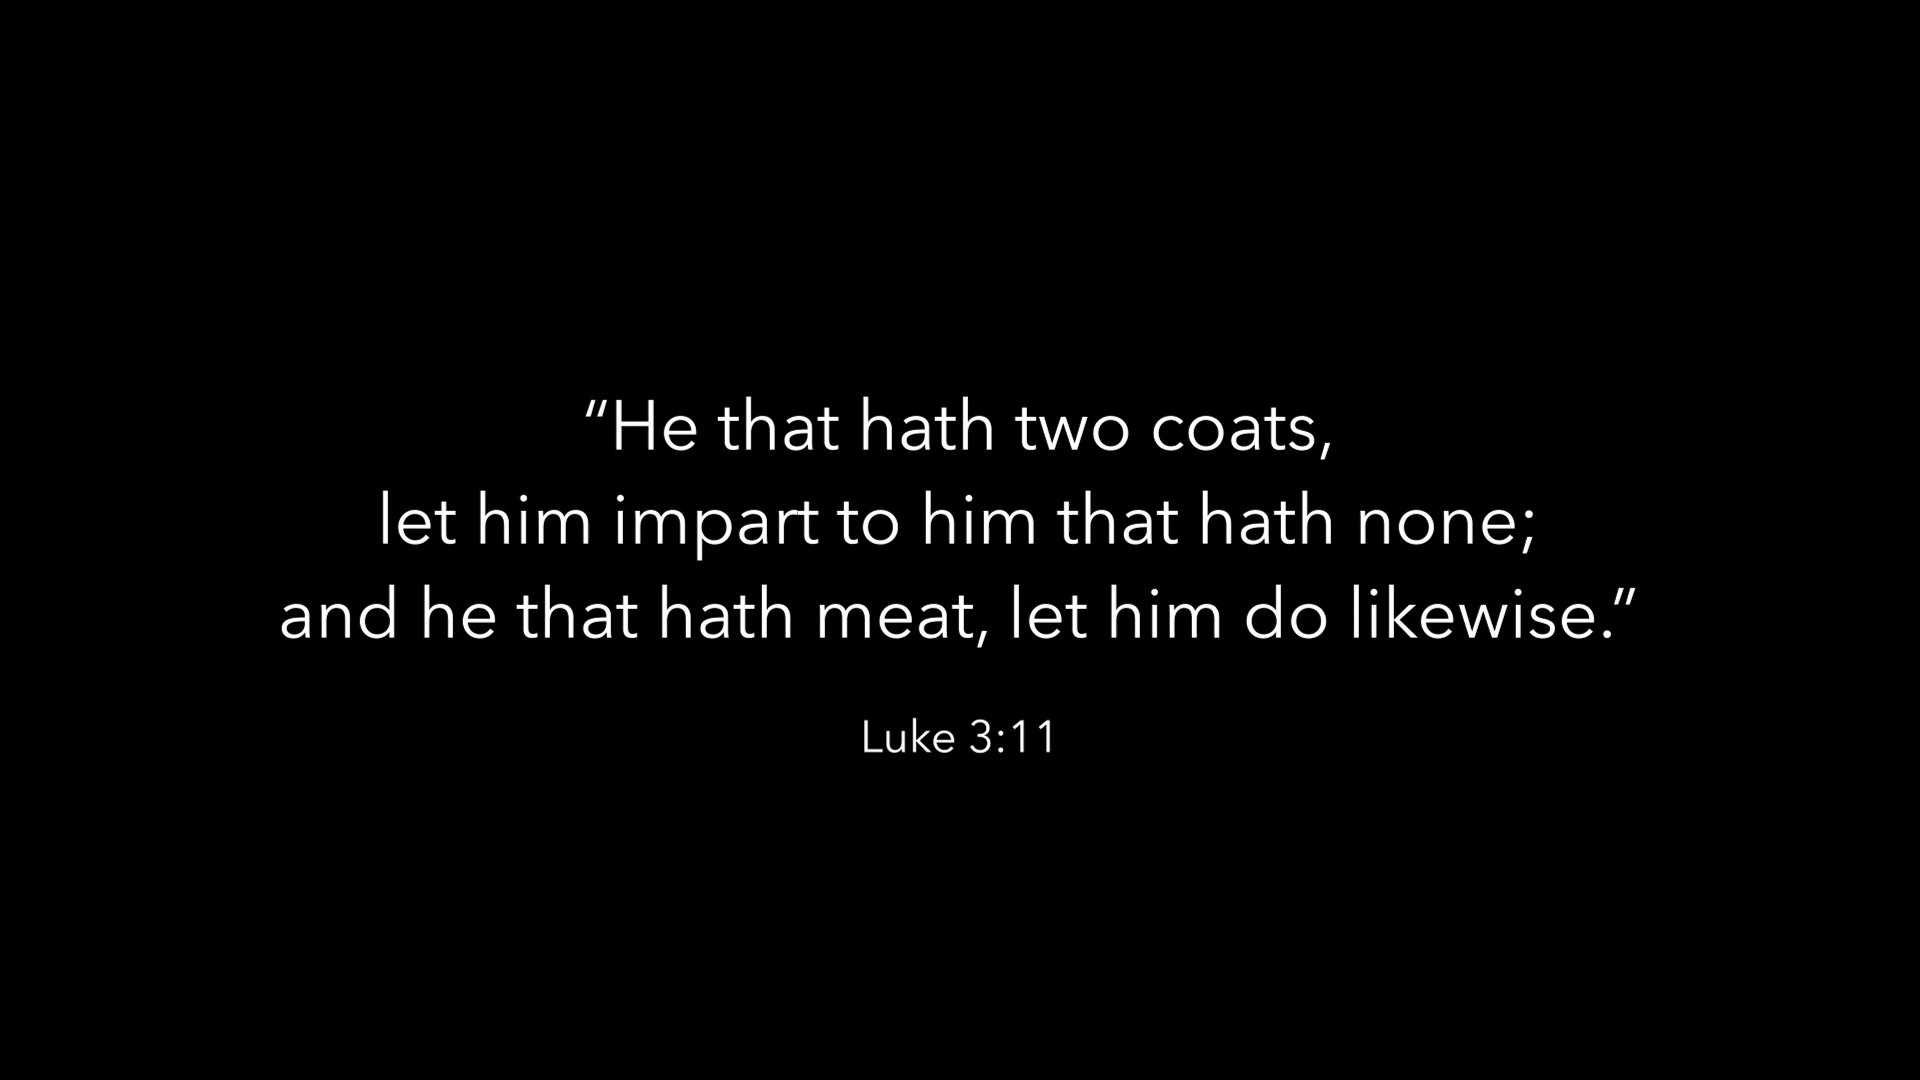 “He that hath two coats,
let him impart to him that hath none;
and he that hath meat, let him do likewise.”
Luke 3:11